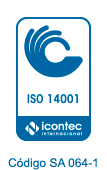 ISO 14001
icontec
internacional
Código SA 064-1